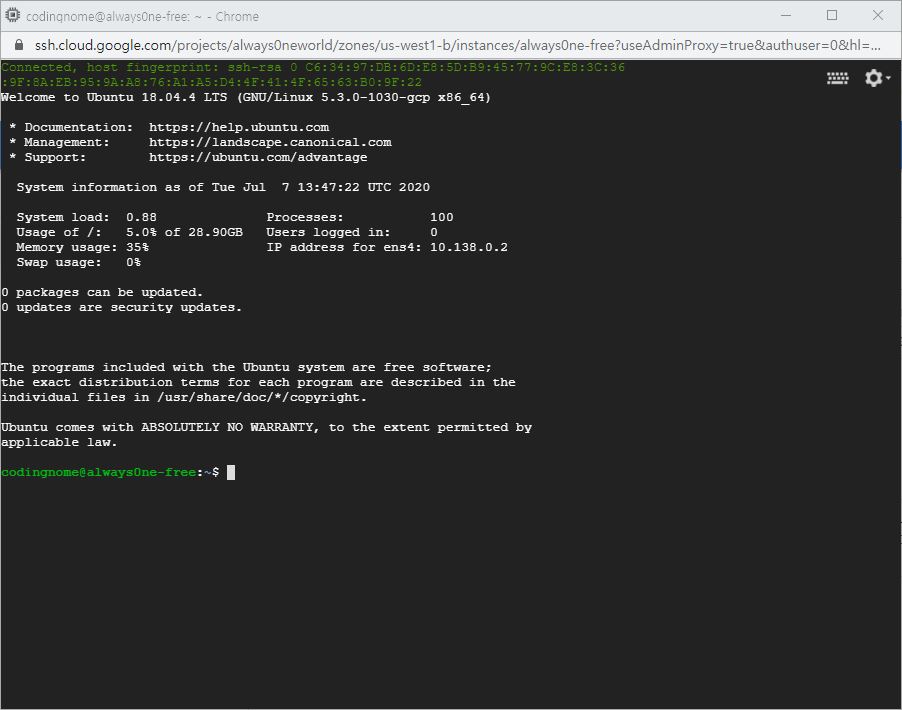 codingnome@always0ne-free: ~ - Chrome
ssh.cloud.google.com/projects/always0neworld/zones/us-west1-b/instances/always0ne-free?useAdminProxy=true&authuser=0&hl=...
Connected, host fingerprint: ssh-rsa 0 C6:34:97:DB:6D:E8:5D:B9:45:77:9C:E8:3C:36
:9F:8A:EB:95:9A:A8:76:A1:A5:D4:4F:41:4F:65:63:B0:9F:22
Welcome to Ubuntu 18.04.4 LTS (GNU/Linux 5.3.0-1030-gcp x86_64)
* Documentation:  https://help.ubuntu.com
* Management:     https://landscape.canonical.com
* Support:        https://ubuntu.com/advantage
System information as of Tue Jul  7 13:47:22 UTC 2020
System load:  0.88              Processes:           100
Usage of /:   5.0% of 28.90GB   Users logged in:     0
Memory usage: 35%               IP address for ens4: 10.138.0.2
Swap usage:   0%
0 packages can be updated.
0 updates are security updates.
The programs included with the Ubuntu system are free software;
the exact distribution terms for each program are described in the
individual files in /usr/share/doc/*/copyright.
Ubuntu comes with ABSOLUTELY NO WARRANTY, to the extent permitted by
applicable law.
codingnome@always0ne-free:~$